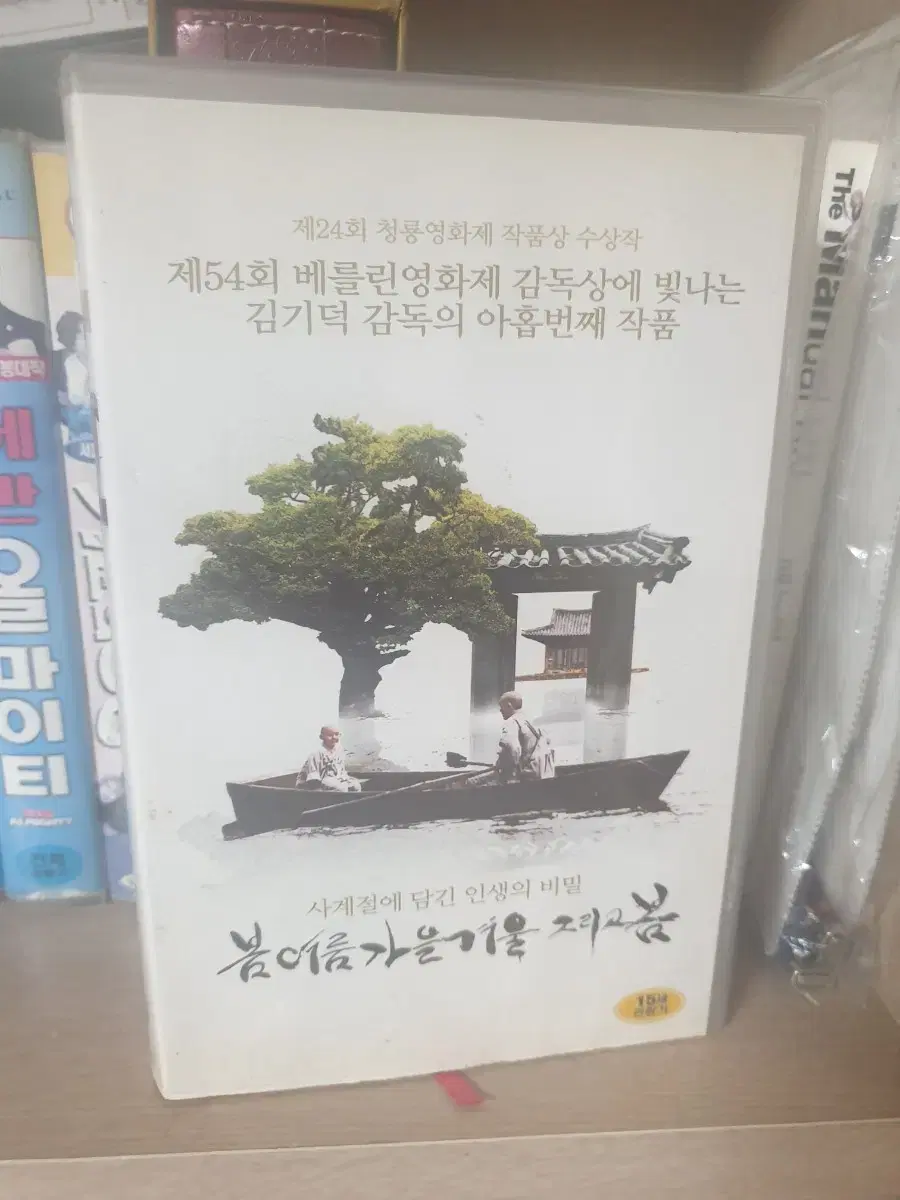 제24회 청룡영화제 작품상 수상작
제54회 베를린영화제 감독상에 빛나는
김기덕 감독의 아홉번째 작품
사계절에 담긴 인생의 비밀
봄 여름 가을 겨울 그리고 봄
15세
관람가
오 올마이티
The Manual